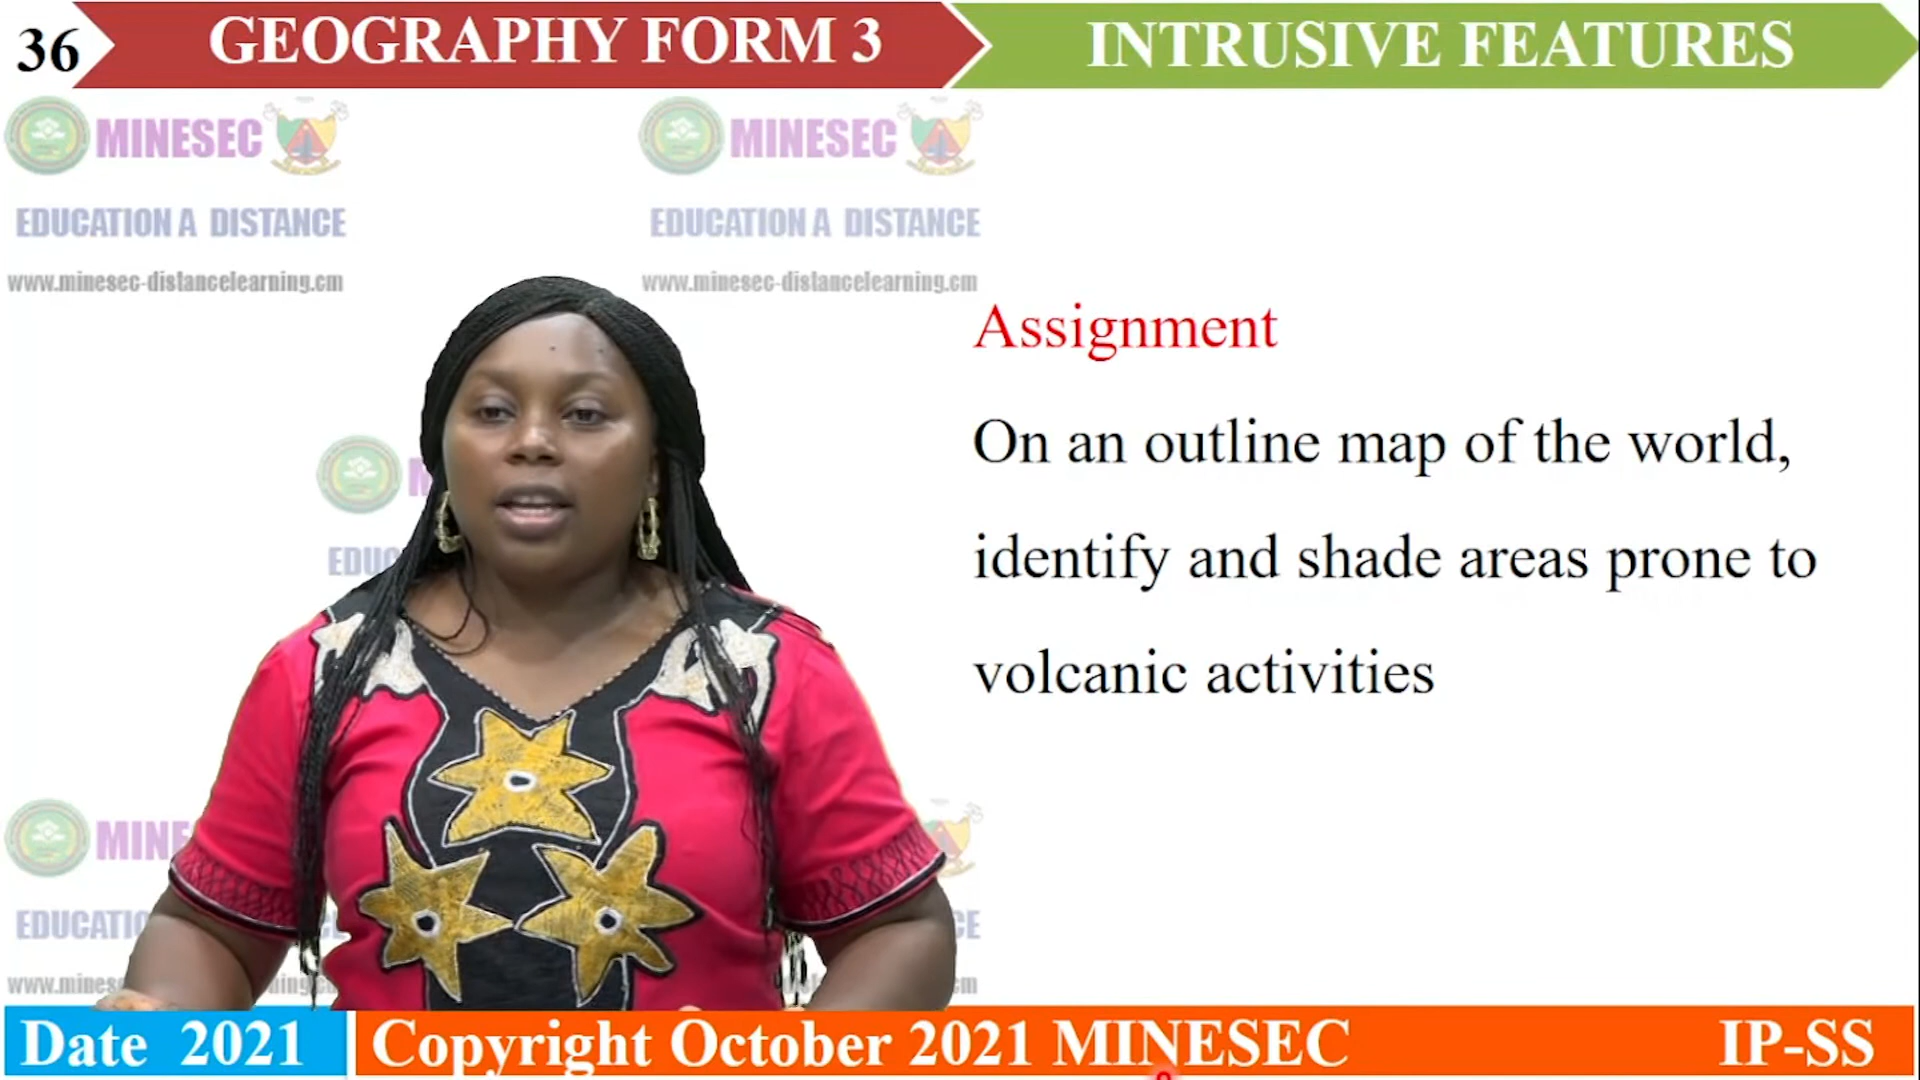 36
GEOGRAPHY FORM 3
INTRUSIVE FEATURES
MINESEC
MINESEC
EDUCATION A DISTANCE
EDUCATION A DISTANCE
www.minesec-distancelearning.cm
www.minesec-distancelearning.cm
Assignment
On an outline map of the world,
identify and shade areas prone to
volcanic activities
Date 2021
Copyright October 2021 MINESEC
IP-SS